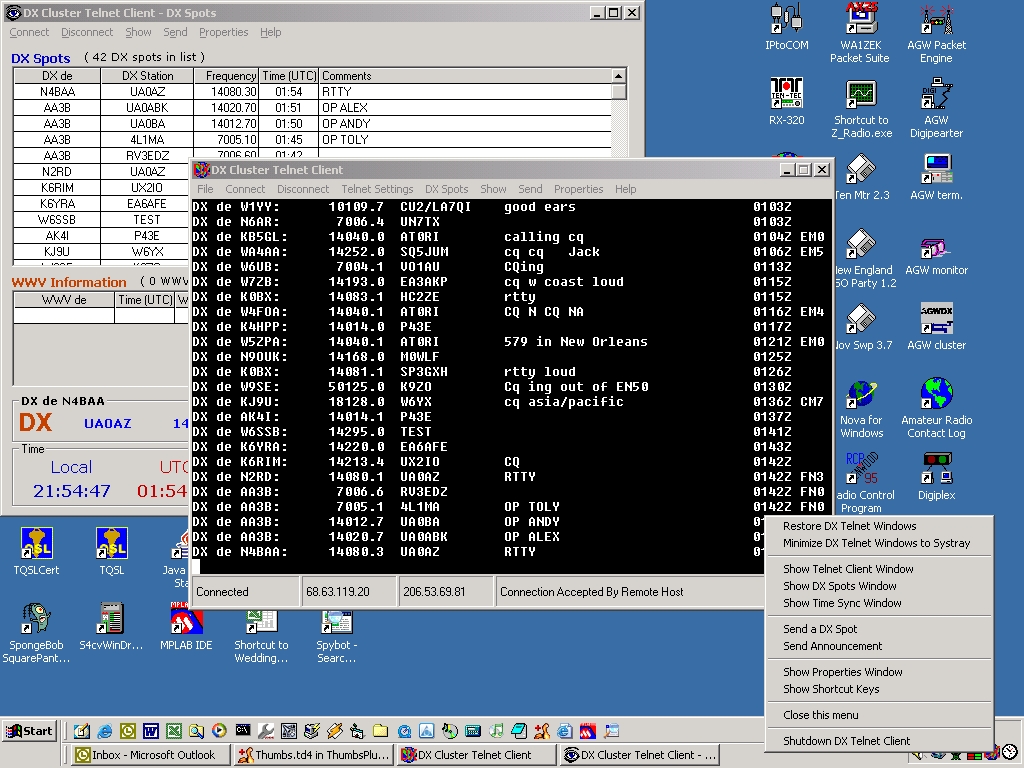 DX Cluster Telnet Client - DX Spots
Connect Disconnect Show Send Properties Help
DX Spots ( 42 DX spots in list )
DX de DX Station Frequency Time (UTC) Comments
N4BAA UA0AZ 14080.30 01:54 RTTY
AA3B UA0ABK 14020.70 01:51 OP ALEX
AA3B UA0BA 14012.70 01:50 OP ANDY
AA3B 4L1MA 7005.10 01:45 OP TOLY
AA3B RV3EDZ 7006.60 01:42
N2RD UA0AZ
K6RIM UX2IO
K6YRA EA6AFE
W6SSB TEST
AK4I P43E
KJ9U W6YX
WWV Information ( 0 WWV
WWV de Time (UTC) W
DX de N4BAA
DX UA0AZ 14
Time
Local UTC
21:54:47 01:54
DX Cluster Telnet Client
File Connect Disconnect Telnet Settings DX Spots Show Send Properties Help
DX de W1YY: 10109.7 CU2/LA7QI good ears 0103Z
DX de N6AR: 7006.4 UN7TX 0103Z
DX de KB5GL: 14040.0 AT0RI calling cq 0104Z EM0
DX de WA4AA: 14252.0 SQ5JUM cq cq Jack 0106Z EM5
DX de W6UB: 7004.1 VO1AU CQing 0113Z
DX de W7ZB: 14193.0 EA3AKP cq w coast loud 0115Z
DX de K0BX: 14083.1 HC2ZE rtty 0115Z
DX de W4FOA: 14040.1 AT0RI CQ N CQ NA 0116Z EM4
DX de K4HPP: 14014.0 P43E 0117Z
DX de W5ZPA: 14040.1 AT0RI 579 in New Orleans 0121Z EM0
DX de N9OUK: 14168.0 M0WLF 0125Z
DX de K0BX: 14081.1 SP3GXH rtty loud 0126Z
DX de W9SE: 50125.0 K9ZO Cq ing out of EN50 0130Z
DX de KJ9U: 18128.0 W6YX cq asia/pacific 0136Z CM7
DX de AK4I: 14014.1 P43E 0137Z
DX de W6SSB: 14295.0 TEST 0141Z
DX de K6YRA: 14220.0 EA6AFE 0143Z
DX de K6RIM: 14213.4 UX2IO CQ 0142Z
DX de N2RD: 14080.1 UA0AZ RTTY 0142Z FN3
DX de AA3B: 7006.6 RV3EDZ 0142Z FN0
DX de AA3B: 7005.1 4L1MA OP TOLY 0142Z FN0
DX de AA3B: 14012.7 UA0BA OP ANDY 01
DX de AA3B: 14020.7 UA0ABK OP ALEX 01
DX de N4BAA: 14080.3 UA0AZ RTTY 01
Connected 68.63.119.20 206.53.69.81 Connection Accepted By Remote Host
IPtoCOM
AX25
WA1ZEK
Packet Suite
AGW Packet
Engine
TEN-TEC
RX-320
Shortcut to
Z_Radio.exe
DIGI
AGW
Digipearter
Ten Mtr 2.3
AGW term.
New England
QSO Party 1.2
AGW monitor
Nov Swp 3.7
AGWDX
AGW cluster
Nova for
Windows
Amateur Radio
Contact Log
RCP
95
Radio Control
Program
Digiplex
QSL
TQSLCert
QSL
TQSL
Java
Sta
SpongeBob
SquarePant...
S4cvWinDr...
MPLAB
MPLAB IDE
Shortcut to
Wedding...
Spybot -
Searc...
Restore DX Telnet Windows
Minimize DX Telnet Windows to Systray
Show Telnet Client Window
Show DX Spots Window
Show Time Sync Window
Send a DX Spot
Send Announcement
Show Properties Window
Show Shortcut Keys
Close this menu
Shutdown DX Telnet Client
Start
Inbox - Microsoft Outlook
Thumbs.td4 in ThumbsPlu...
DX Cluster Telnet Client
DX Cluster Telnet Client - ...